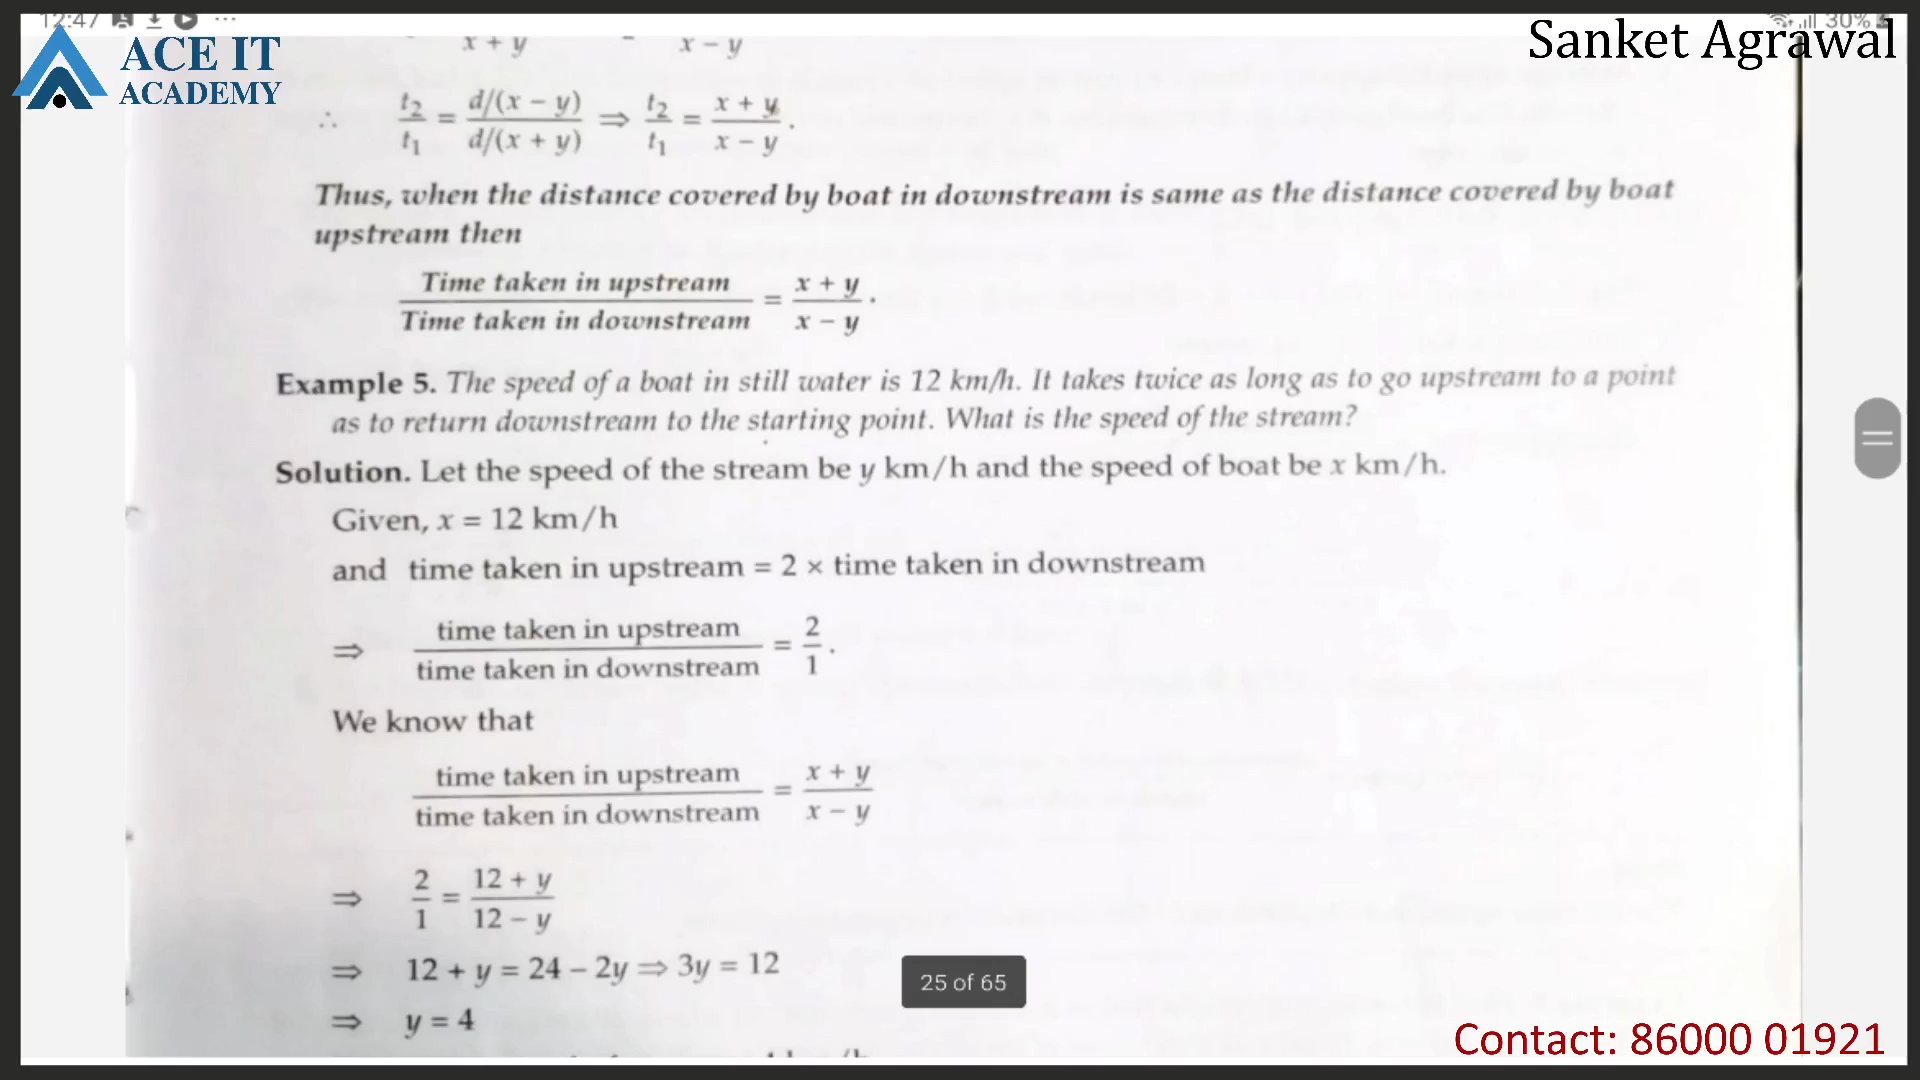 12:47
30%
ACE IT
ACADEMY
Sanket Agrawal
x + y x − y
∴ t₂/t₁ = d/(x − y) / d/(x + y) ⇒ t₂/t₁ = x + y / x − y .
Thus, when the distance covered by boat in downstream is same as the distance covered by boat
upstream then
Time taken in upstream / Time taken in downstream = x + y / x − y .
Example 5. The speed of a boat in still water is 12 km/h. It takes twice as long as to go upstream to a point
as to return downstream to the starting point. What is the speed of the stream?
Solution. Let the speed of the stream be y km/h and the speed of boat be x km/h.
Given, x = 12 km/h
and time taken in upstream = 2 × time taken in downstream
⇒ time taken in upstream / time taken in downstream = 2 / 1 .
We know that
time taken in upstream / time taken in downstream = x + y / x − y
⇒ 2 / 1 = 12 + y / 12 − y
⇒ 12 + y = 24 − 2y ⇒ 3y = 12
⇒ y = 4
25 of 65
Contact: 86000 01921